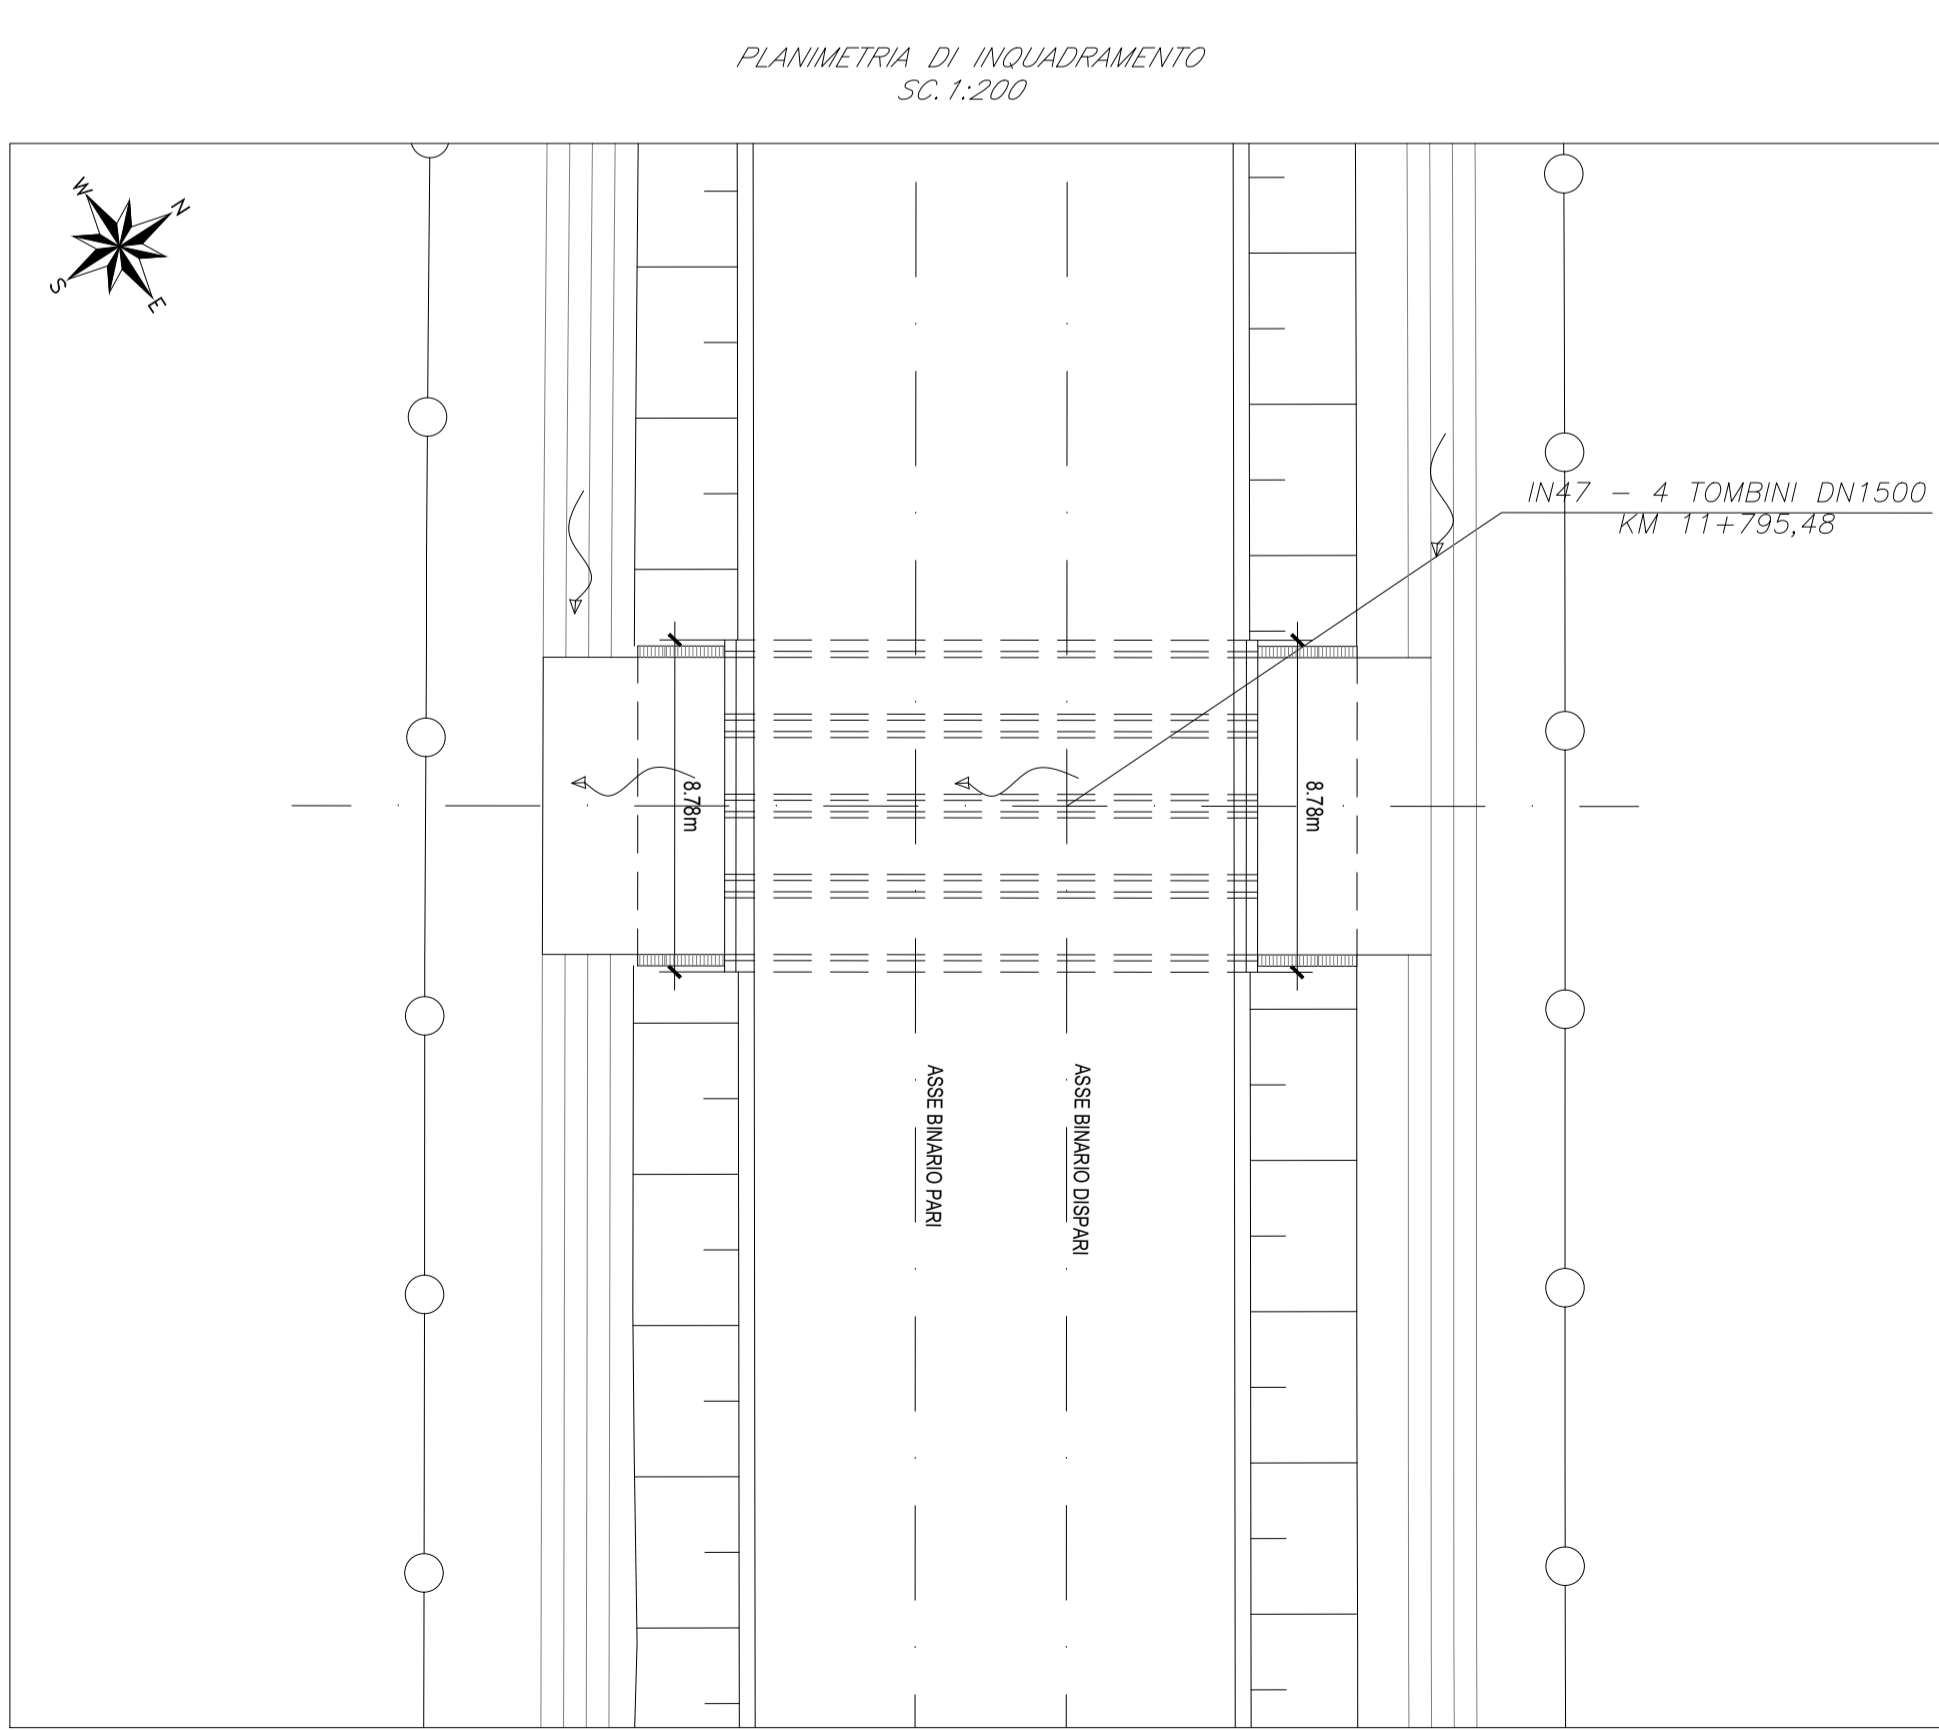 PLANIMETRIA DI INQUADRAMENTO
SC. 1:200
W
N
S
E
IN47 - 4 TOMBINI DN1500
KM 11+795,48
8.78m
8.78m
ASSE BINARIO PARI
ASSE BINARIO DISPARI